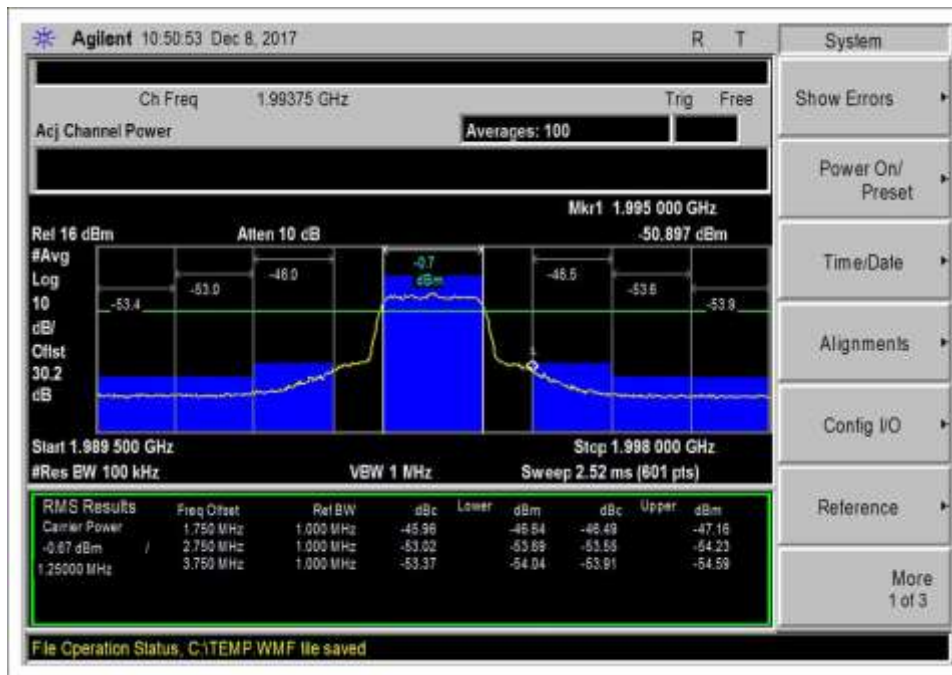 Agilent 10:50:53 Dec 8, 2017 R T
System
Ch Freq 1.99375 GHz Trig Free
Acj Channel Power Averages: 100
Show Errors
Power On/
Preset
Time/Date
Alignments
Config I/O
Reference
More
1 of 3
Mkr1 1.995 000 GHz
Rel 16 dBm Atten 10 dB -50.897 dBm
#Avg
Log
10
dB/
Offst
30.2
dB
-53.4 -53.0 -46.0 -0.7 -46.5 -53.6 -53.9
dBm
1
Start 1.989 500 GHz Stop 1.998 000 GHz
#Res BW 100 kHz VBW 1 MHz Sweep 2.52 ms (601 pts)
RMS Results Freq Offset Ref BW dBc Lower dBm dBc Upper dBm
Carrier Power 1.750 MHz 1.000 MHz -45.96 -46.64 -46.49 -47.16
-0.67 dBm / 2.750 MHz 1.000 MHz -53.02 -53.69 -53.55 -54.23
1.25000 MHz 3.750 MHz 1.000 MHz -53.37 -54.04 -53.91 -54.59
File Operation Status, C:\TEMP.WMF file saved